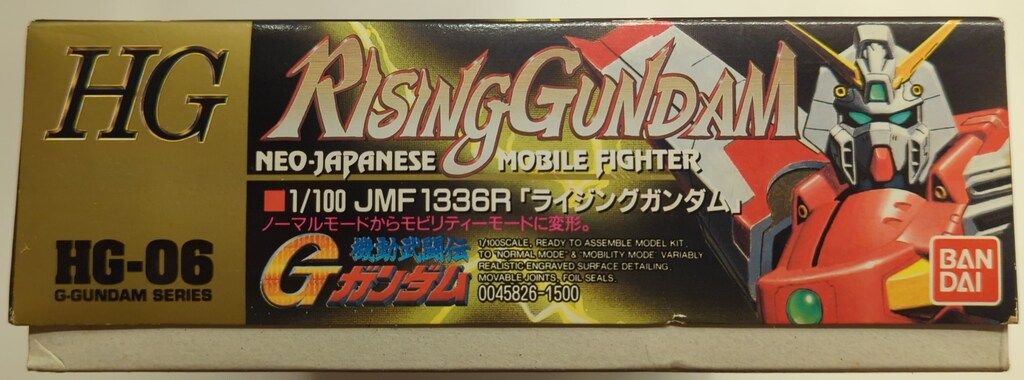 HG
RISING GUNDAM
NEO-JAPANESE MOBILE FIGHTER
■1/100 JMF1336R「ライジングガンダム」
ノーマルモードからモビリティーモードに変形。
HG-06
G-GUNDAM SERIES
機動武闘伝
Gガンダム
1/100SCALE, READY TO ASSEMBLE MODEL KIT.
TO "NORMAL MODE" & "MOBILITY MODE" VARIABLY
REALISTIC ENGRAVED SURFACE DETAILING.
MOVABLE JOINTS, FOIL SEALS.
0045826-1500
BAN
DAI